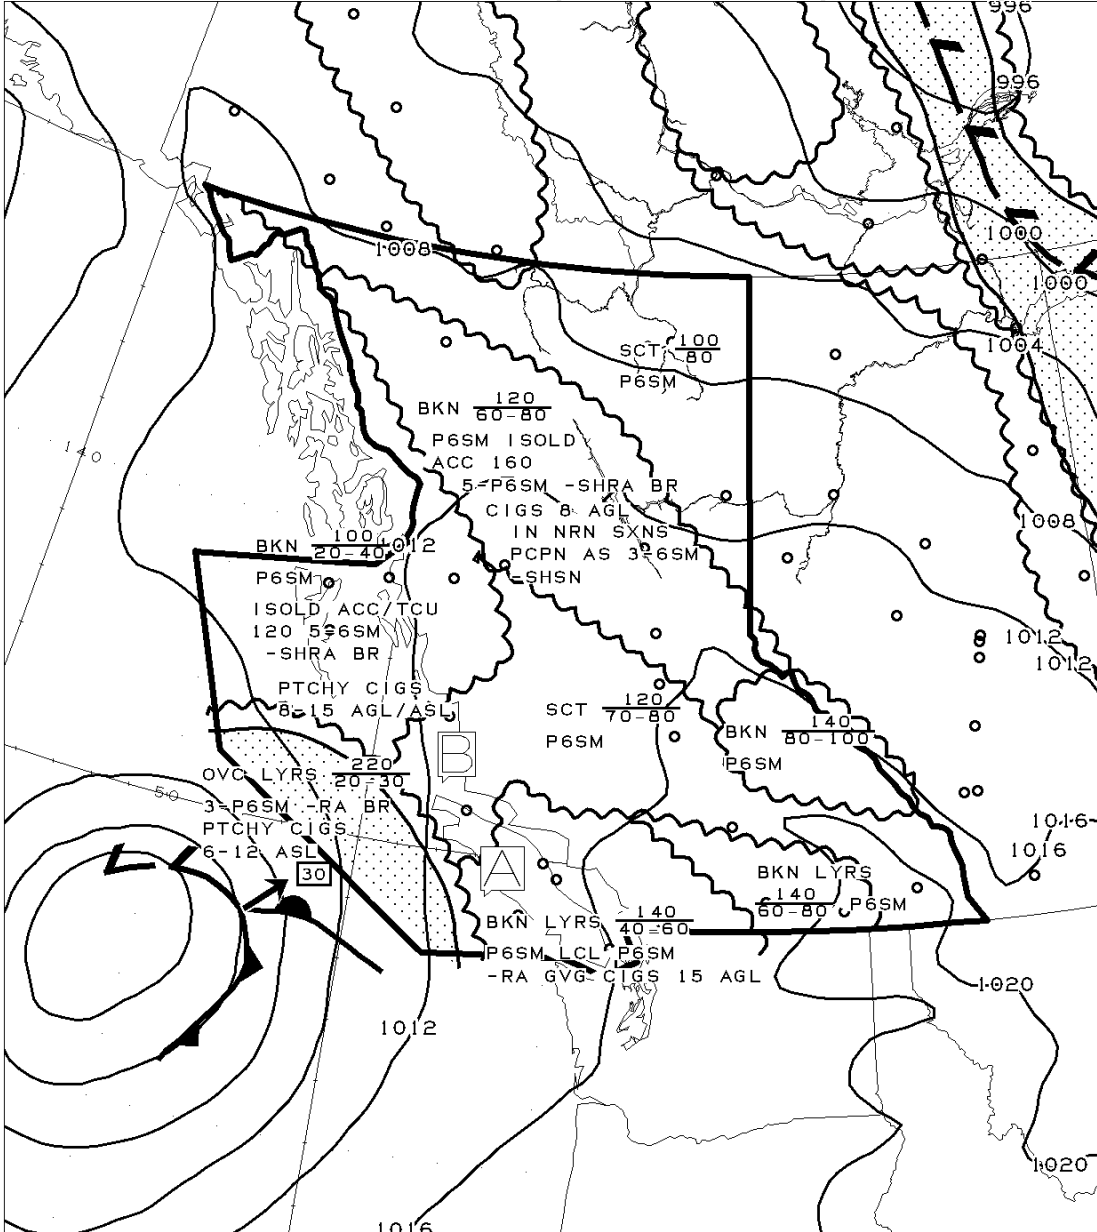 996
996
1008
1000
1000
1004
SCT 100
80
P6SM
BKN 120
60-80
P6SM ISOLD
ACC 160
5-P6SM -SHRA BR
CIGS 8 AGL
IN NRN SXNS
PCPN AS 3-6SM
-SHSN
140
1008
BKN 100
20-40
1012
P6SM
ISOLD ACC/TCU
120 5-6SM
-SHRA BR
PTCHY CIGS
8-15 AGL/ASL
1012
1012
SCT 120
70-80
P6SM
BKN 140
80-100
P6SM
B
OVC LYRS 220
20-30
3-P6SM -RA BR
PTCHY CIGS
6-12 ASL
50
30
1016
1016
A
BKN LYRS
140
60-80
P6SM
BKN LYRS 140
40-60
P6SM LCL P6SM
-RA GVG CIGS 15 AGL
1020
1012
1020
1016